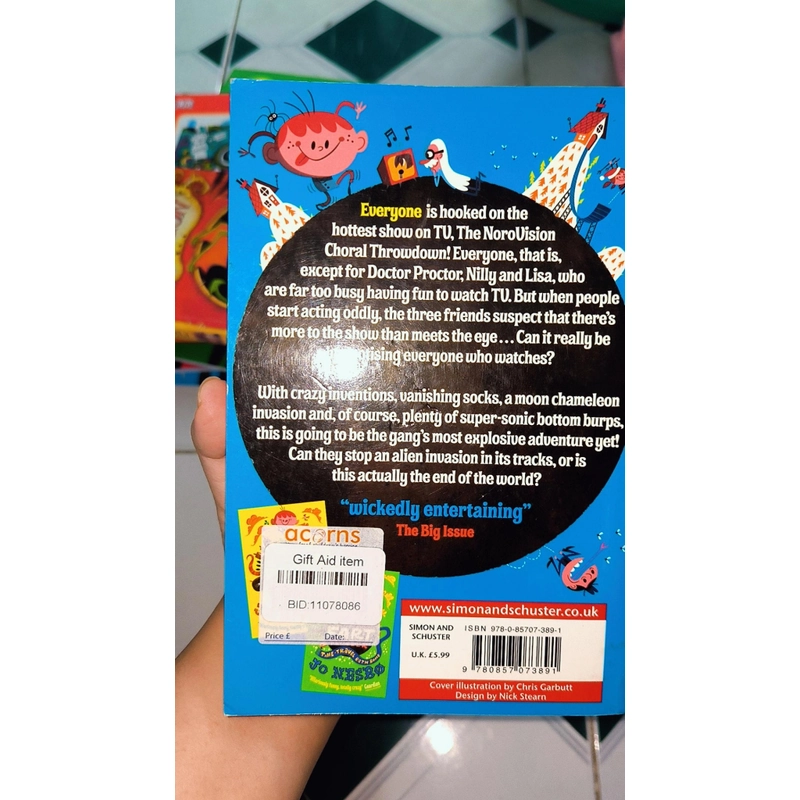 Everyone is hooked on the
hottest show on TV, The NoroVision
Choral Throwdown! Everyone, that is,
except for Doctor Proctor, Nilly and Lisa, who
are far too busy having fun to watch TV. But when people
start acting oddly, the three friends suspect that there's
more to the show than meets the eye... Can it really be
everyone who watches?
With crazy inventions, vanishing socks, a moon chameleon
invasion and, of course, plenty of super-sonic bottom burps,
this is going to be the gang's most explosive adventure yet!
Can they stop an alien invasion in its tracks, or is
this actually the end of the world?
"wickedly entertaining"
The Big Issue
acorns
Gift Aid item
BID:11078086
Price £ Date:
FART
JO NESBØ
www.simonandschuster.co.uk
SIMON AND
SCHUSTER
U.K. £5.99
ISBN 978-0-85707-389-1
9 780857 073891
Cover illustration by Chris Garbutt
Design by Nick Stearn